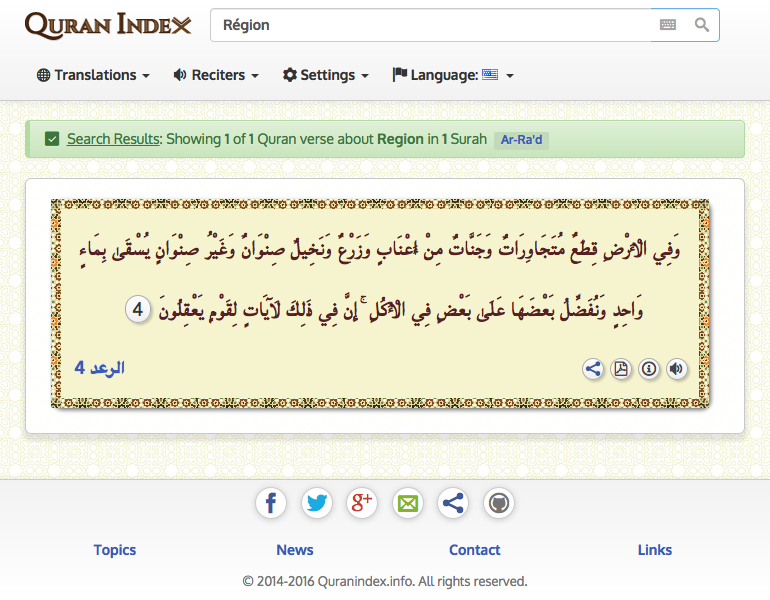 QURAN INDEX
Région
Translations
Reciters
Settings
Language:
Search Results: Showing 1 of 1 Quran verse about Region in 1 Surah Ar-Ra'd
وَفِي الْأَرْضِ قِطَعٌ مُتَجَاوِرَاتٌ وَجَنَّاتٌ مِنْ أَعْنَابٍ وَزَرْعٌ وَنَخِيلٌ صِنْوَانٌ وَغَيْرُ صِنْوَانٍ يُسْقَىٰ بِمَاءٍ
وَاحِدٍ وَنُفَضِّلُ بَعْضَهَا عَلَىٰ بَعْضٍ فِي الْأُكُلِ ۚ إِنَّ فِي ذَٰلِكَ لَآيَاتٍ لِقَوْمٍ يَعْقِلُونَ 4
الرعد 4
f
g+
Topics
News
Contact
Links
© 2014-2016 Quranindex.info. All rights reserved.